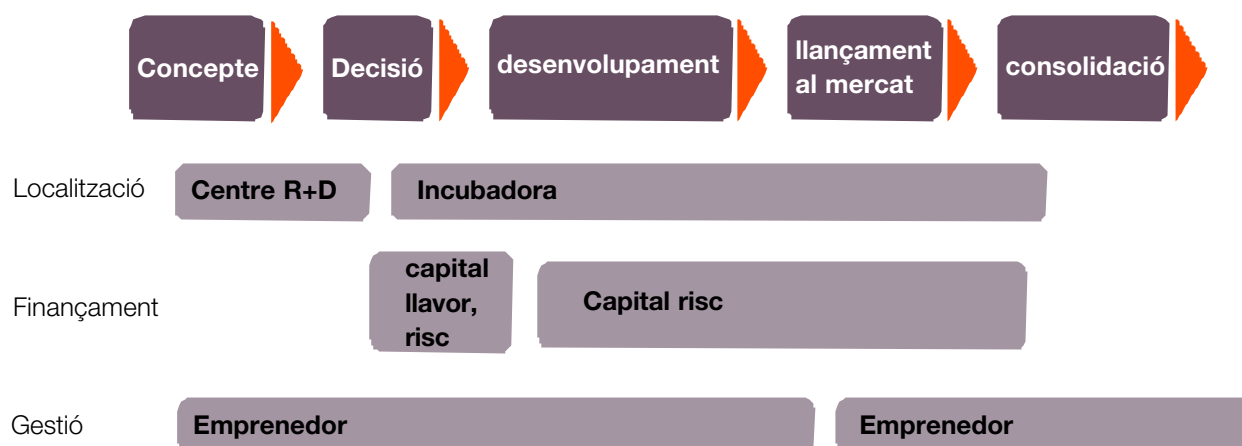 Concepte
Decisió
desenvolupament
llançament
al mercat
consolidació
Localització
Centre R+D
Incubadora
Finançament
capital
llavor,
risc
Capital risc
Gestió
Emprenedor
Emprenedor